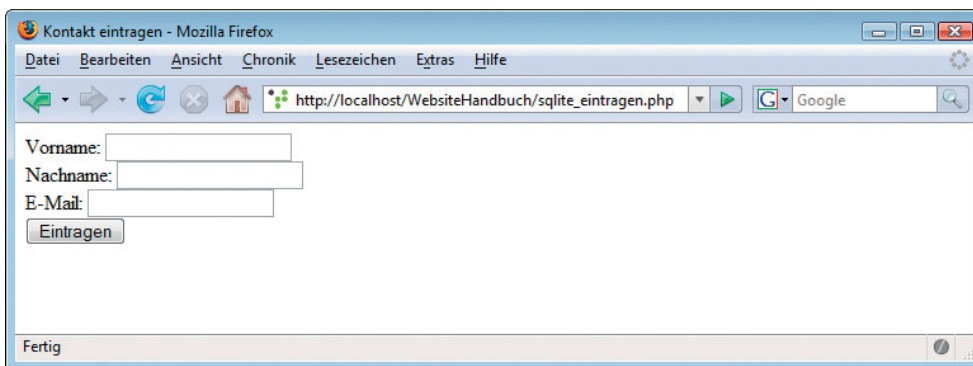 Kontakt eintragen - Mozilla Firefox
Datei Bearbeiten Ansicht Chronik Lesezeichen Extras Hilfe
http://localhost/WebsiteHandbuch/sqlite_eintragen.php G Google
Vorname:
Nachname:
E-Mail:
Eintragen
Fertig